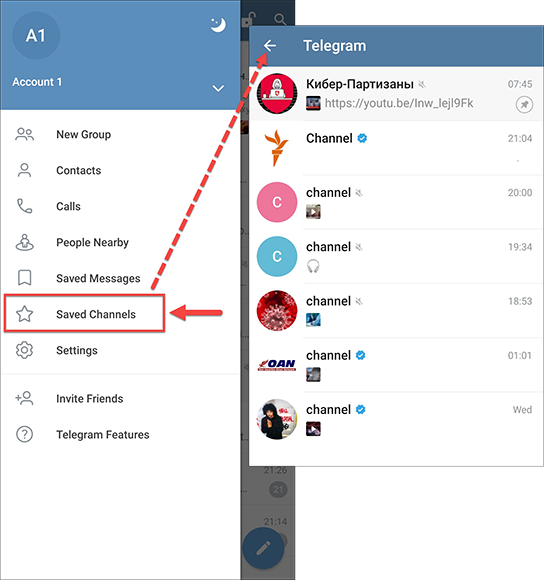 A1
Account 1
New Group
Contacts
Calls
People Nearby
Saved Messages
Saved Channels
Settings
Invite Friends
Telegram Features
21:26
21
21:14
Telegram
Кибер-Партизаны 07:45
https://youtu.be/Inw_lejI9Fk
Channel 21:04
C
channel 20:00
C
channel 19:34
channel 18:53
OAN
channel 01:01
channel Wed